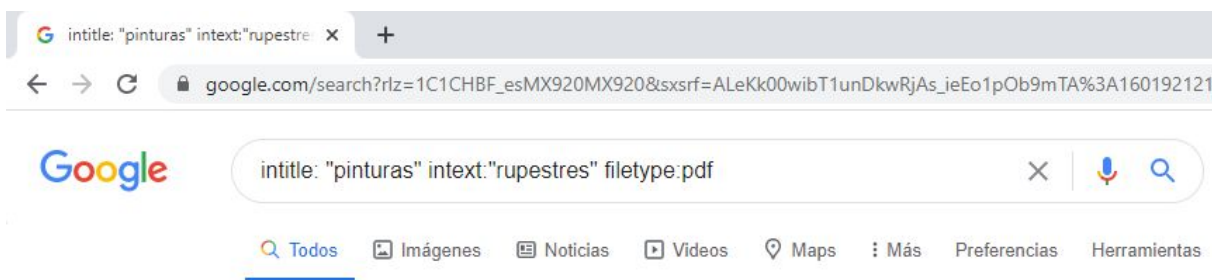 intitle: "pinturas" intext:"rupestre
google.com/search?rlz=1C1CHBF_esMX920MX920&sxsrf=ALeKk00wibT1unDkwRjAs_ieEo1pOb9mTA%3A160192121
Google intitle: "pinturas" intext:"rupestres" filetype:pdf
Todos Imágenes Noticias Videos Maps Más Preferencias Herramientas